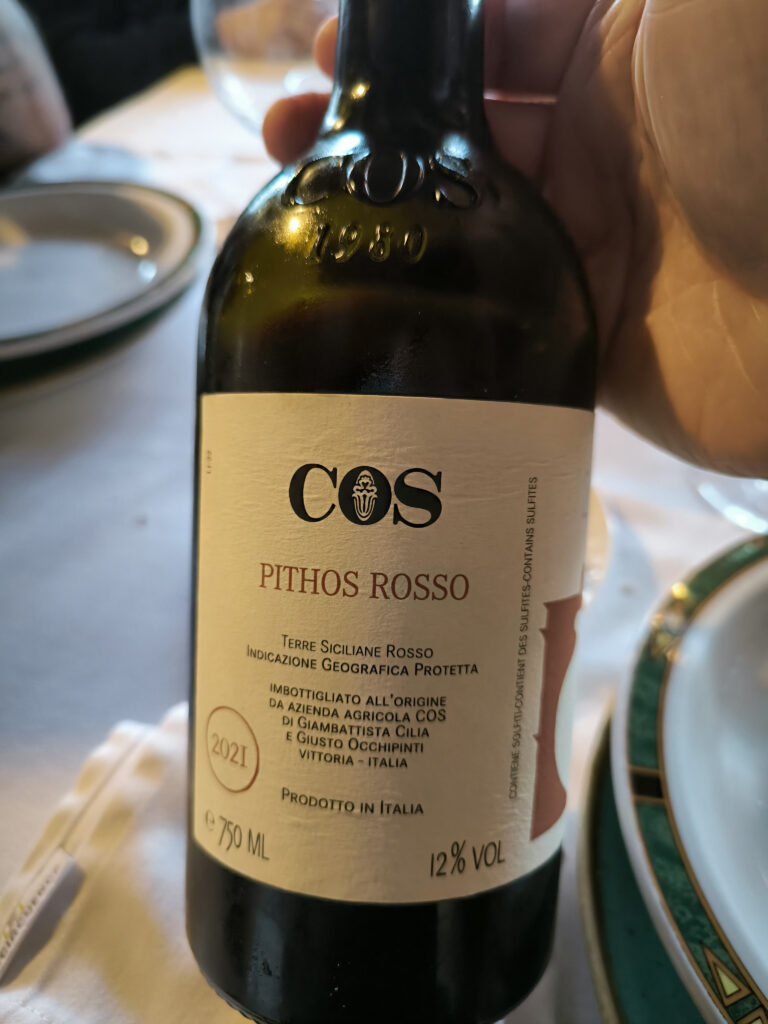 COS
1980
COS
PITHOS ROSSO
TERRE SICILIANE ROSSO
INDICAZIONE GEOGRAFICA PROTETTA
IMBOTTIGLIATO ALL'ORIGINE
DA AZIENDA AGRICOLA COS
DI GIAMBATTISTA CILIA
E GIUSTO OCCHIPINTI
VITTORIA - ITALIA
2021
PRODOTTO IN ITALIA
e 750 ML
12% VOL
CONTIENE SOLFITI-CONTIENT DES SULFITES-CONTAINS SULFITES